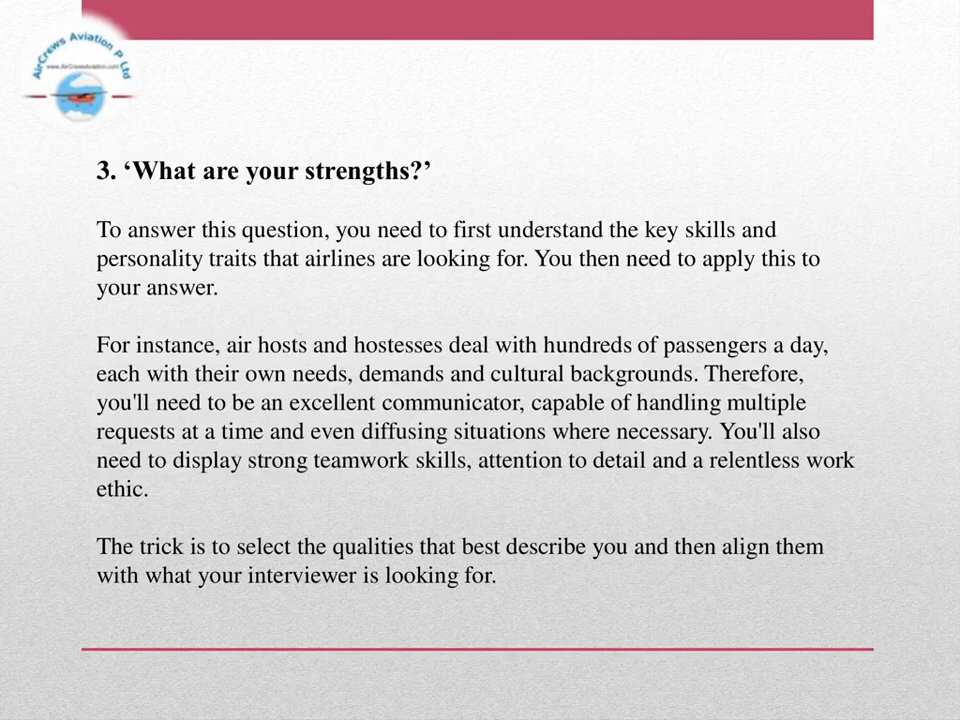 AirCrews Aviation P Ltd
www.AirCrewsAviation.com
3. ‘What are your strengths?’
To answer this question, you need to first understand the key skills and
personality traits that airlines are looking for. You then need to apply this to
your answer.
For instance, air hosts and hostesses deal with hundreds of passengers a day,
each with their own needs, demands and cultural backgrounds. Therefore,
you'll need to be an excellent communicator, capable of handling multiple
requests at a time and even diffusing situations where necessary. You'll also
need to display strong teamwork skills, attention to detail and a relentless work
ethic.
The trick is to select the qualities that best describe you and then align them
with what your interviewer is looking for.